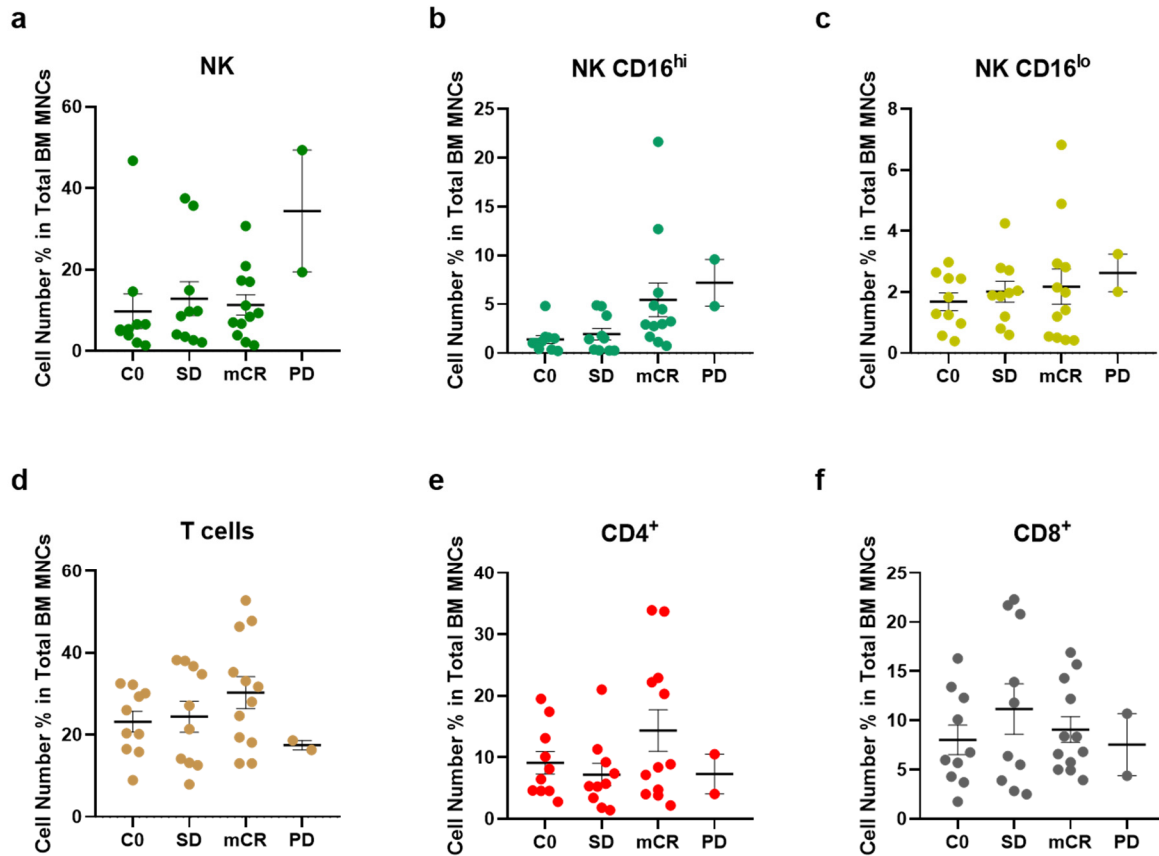 a
NK
Cell Number % in Total BM MNCs
60
40
20
0
C0 SD mCR PD
b
NK CD16hi
Cell Number % in Total BM MNCs
25
20
15
10
5
0
C0 SD mCR PD
c
NK CD16lo
Cell Number % in Total BM MNCs
8
6
4
2
0
C0 SD mCR PD
d
T cells
Cell Number % in Total BM MNCs
60
40
20
0
C0 SD mCR PD
e
CD4+
Cell Number % in Total BM MNCs
40
30
20
10
0
C0 SD mCR PD
f
CD8+
Cell Number % in Total BM MNCs
25
20
15
10
5
0
C0 SD mCR PD